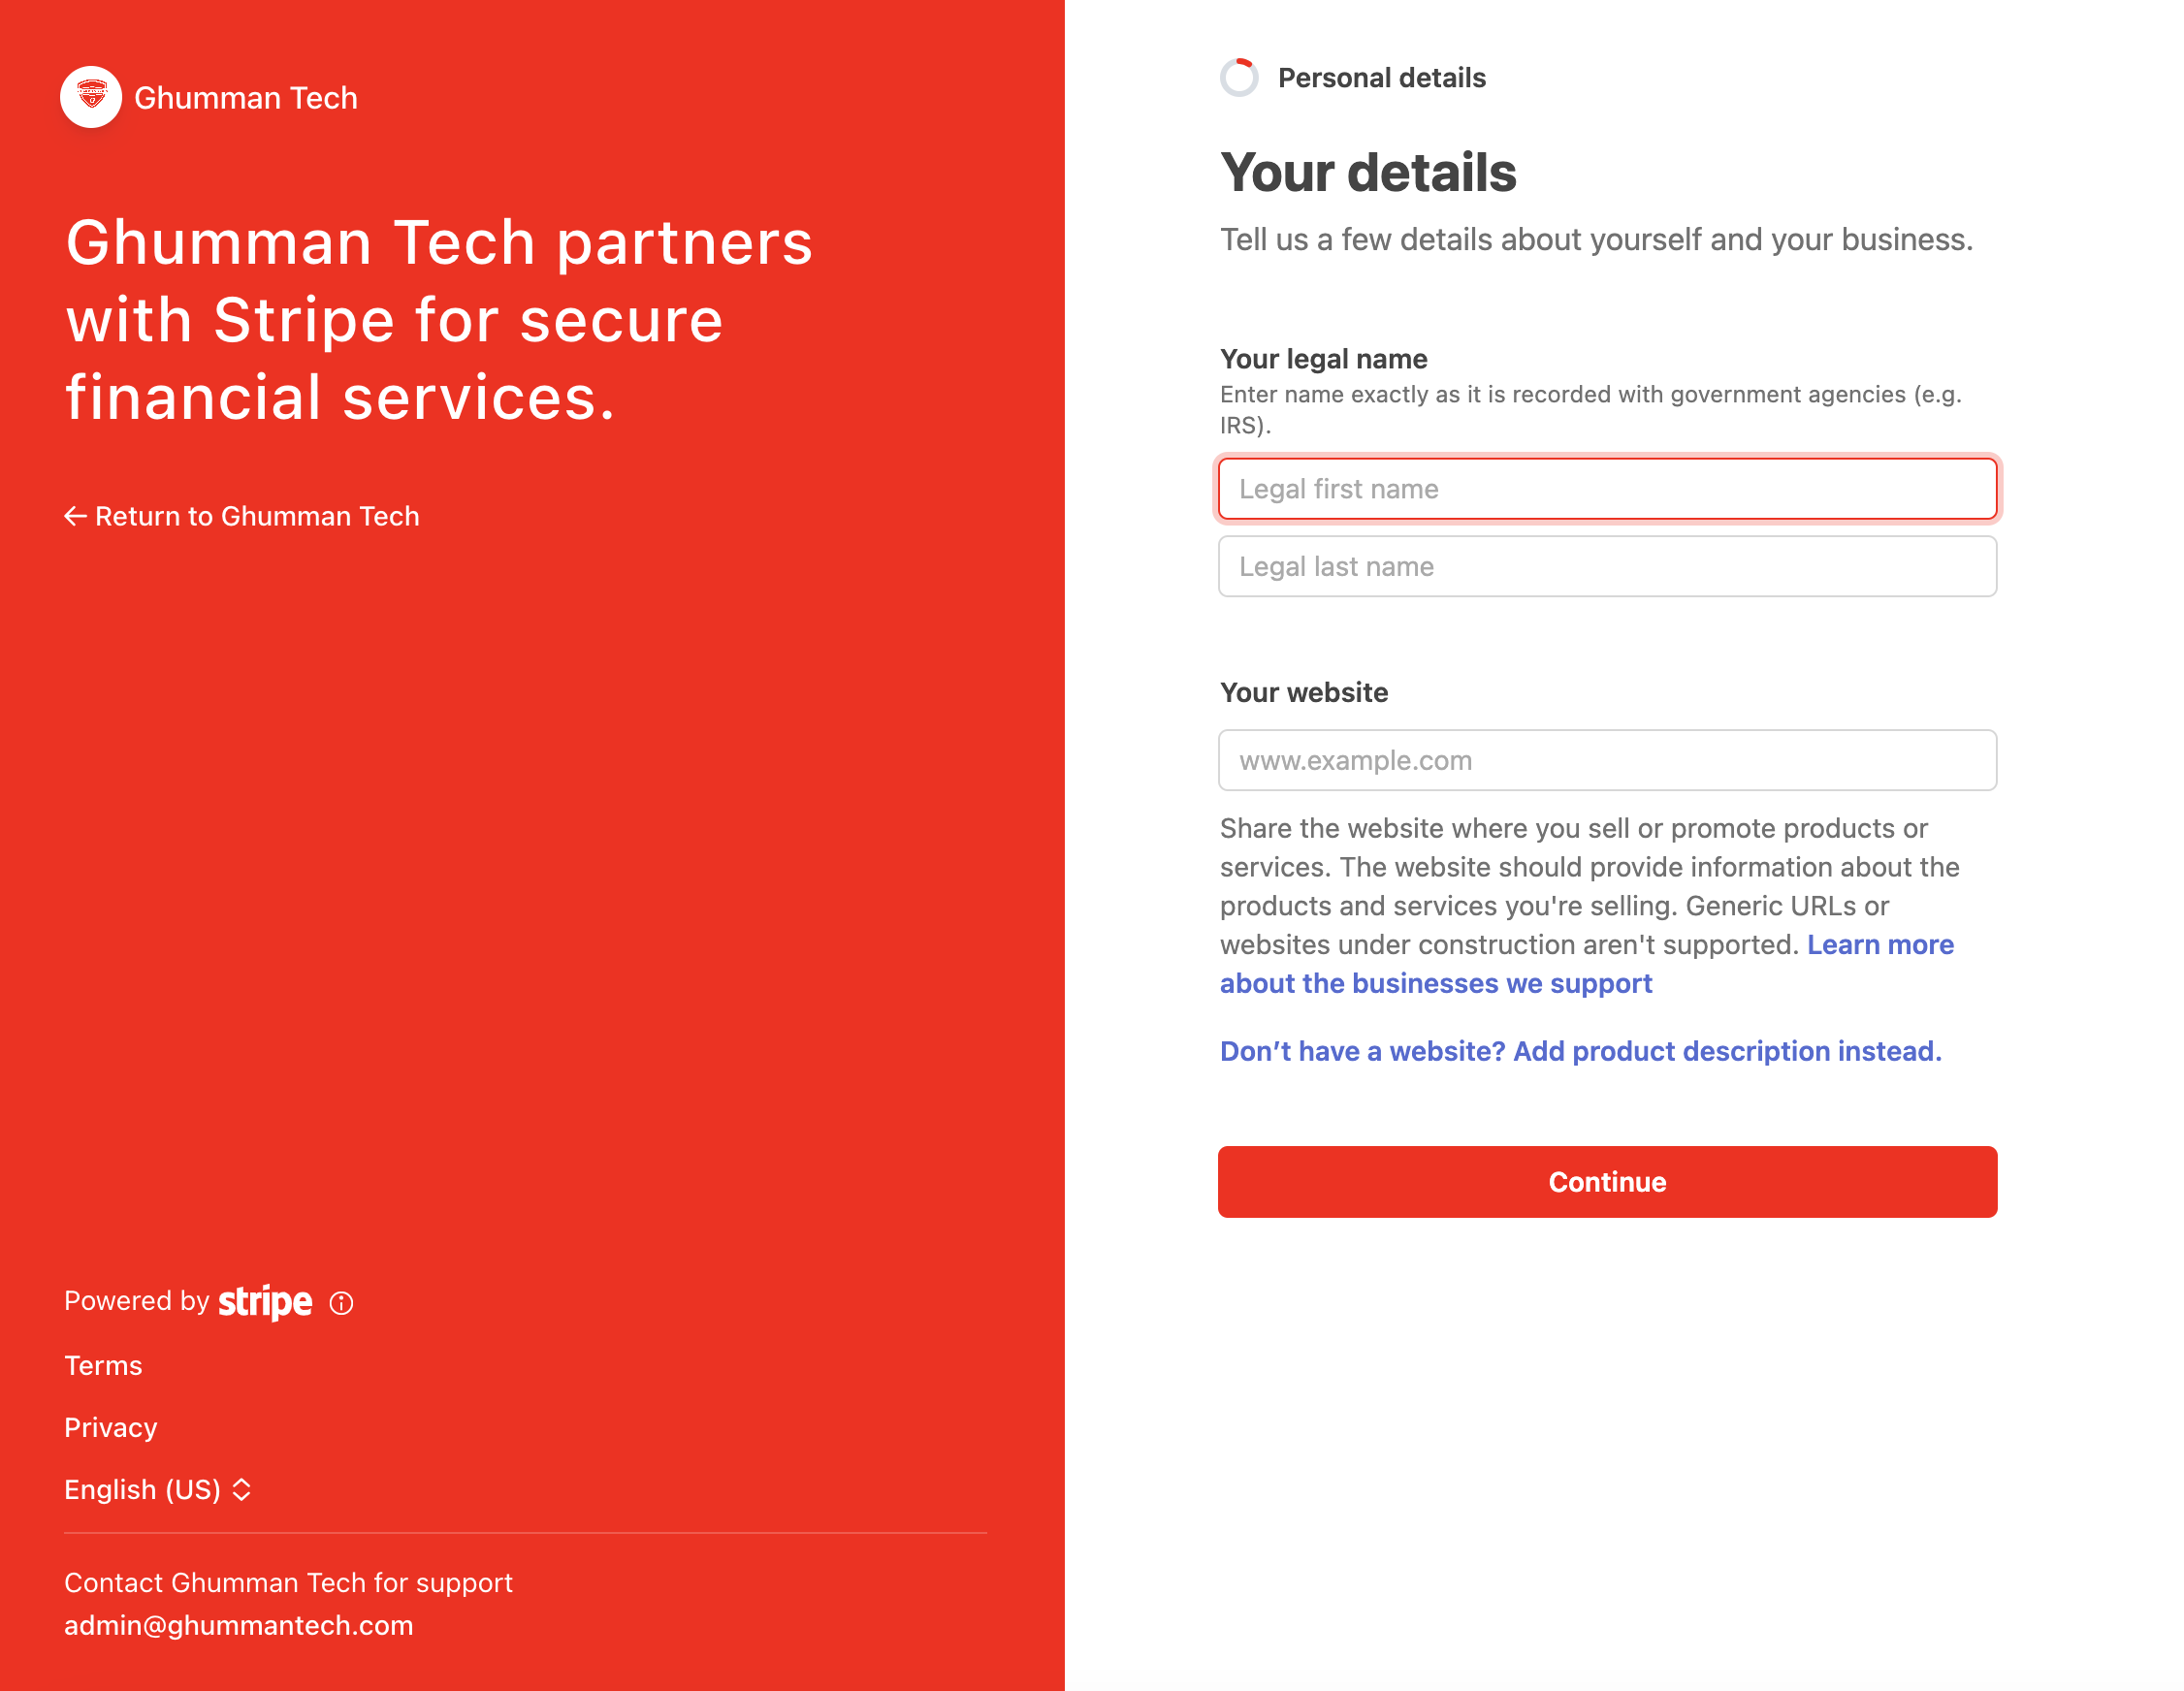 Ghumman Tech
Ghumman Tech partners
with Stripe for secure
financial services.
← Return to Ghumman Tech
Powered by stripe
Terms
Privacy
English (US)
Contact Ghumman Tech for support
admin@ghummantech.com
Personal details
Your details
Tell us a few details about yourself and your business.
Your legal name
Enter name exactly as it is recorded with government agencies (e.g.
IRS).
Legal first name
Legal last name
Your website
www.example.com
Share the website where you sell or promote products or
services. The website should provide information about the
products and services you're selling. Generic URLs or
websites under construction aren't supported. Learn more
about the businesses we support
Don’t have a website? Add product description instead.
Continue